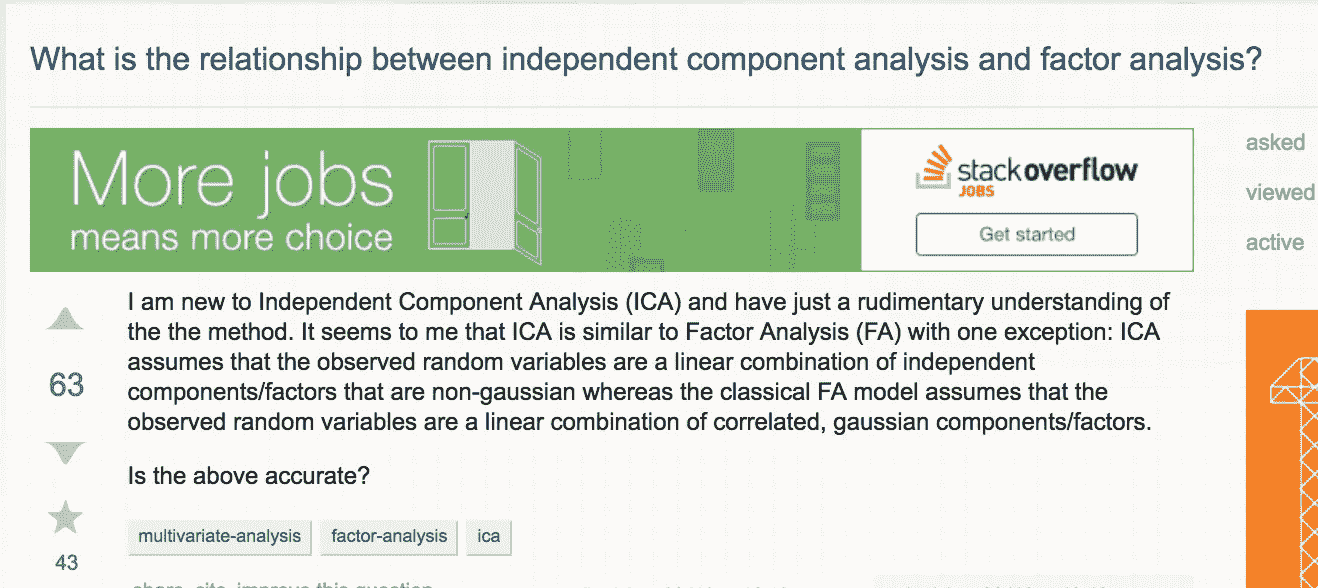 What is the relationship between independent component analysis and factor analysis?
More jobs
means more choice
stackoverflow
JOBS
Get started
asked
viewed
active
I am new to Independent Component Analysis (ICA) and have just a rudimentary understanding of
the the method. It seems to me that ICA is similar to Factor Analysis (FA) with one exception: ICA
assumes that the observed random variables are a linear combination of independent
components/factors that are non-gaussian whereas the classical FA model assumes that the
observed random variables are a linear combination of correlated, gaussian components/factors.
63
Is the above accurate?
43
multivariate-analysis factor-analysis ica